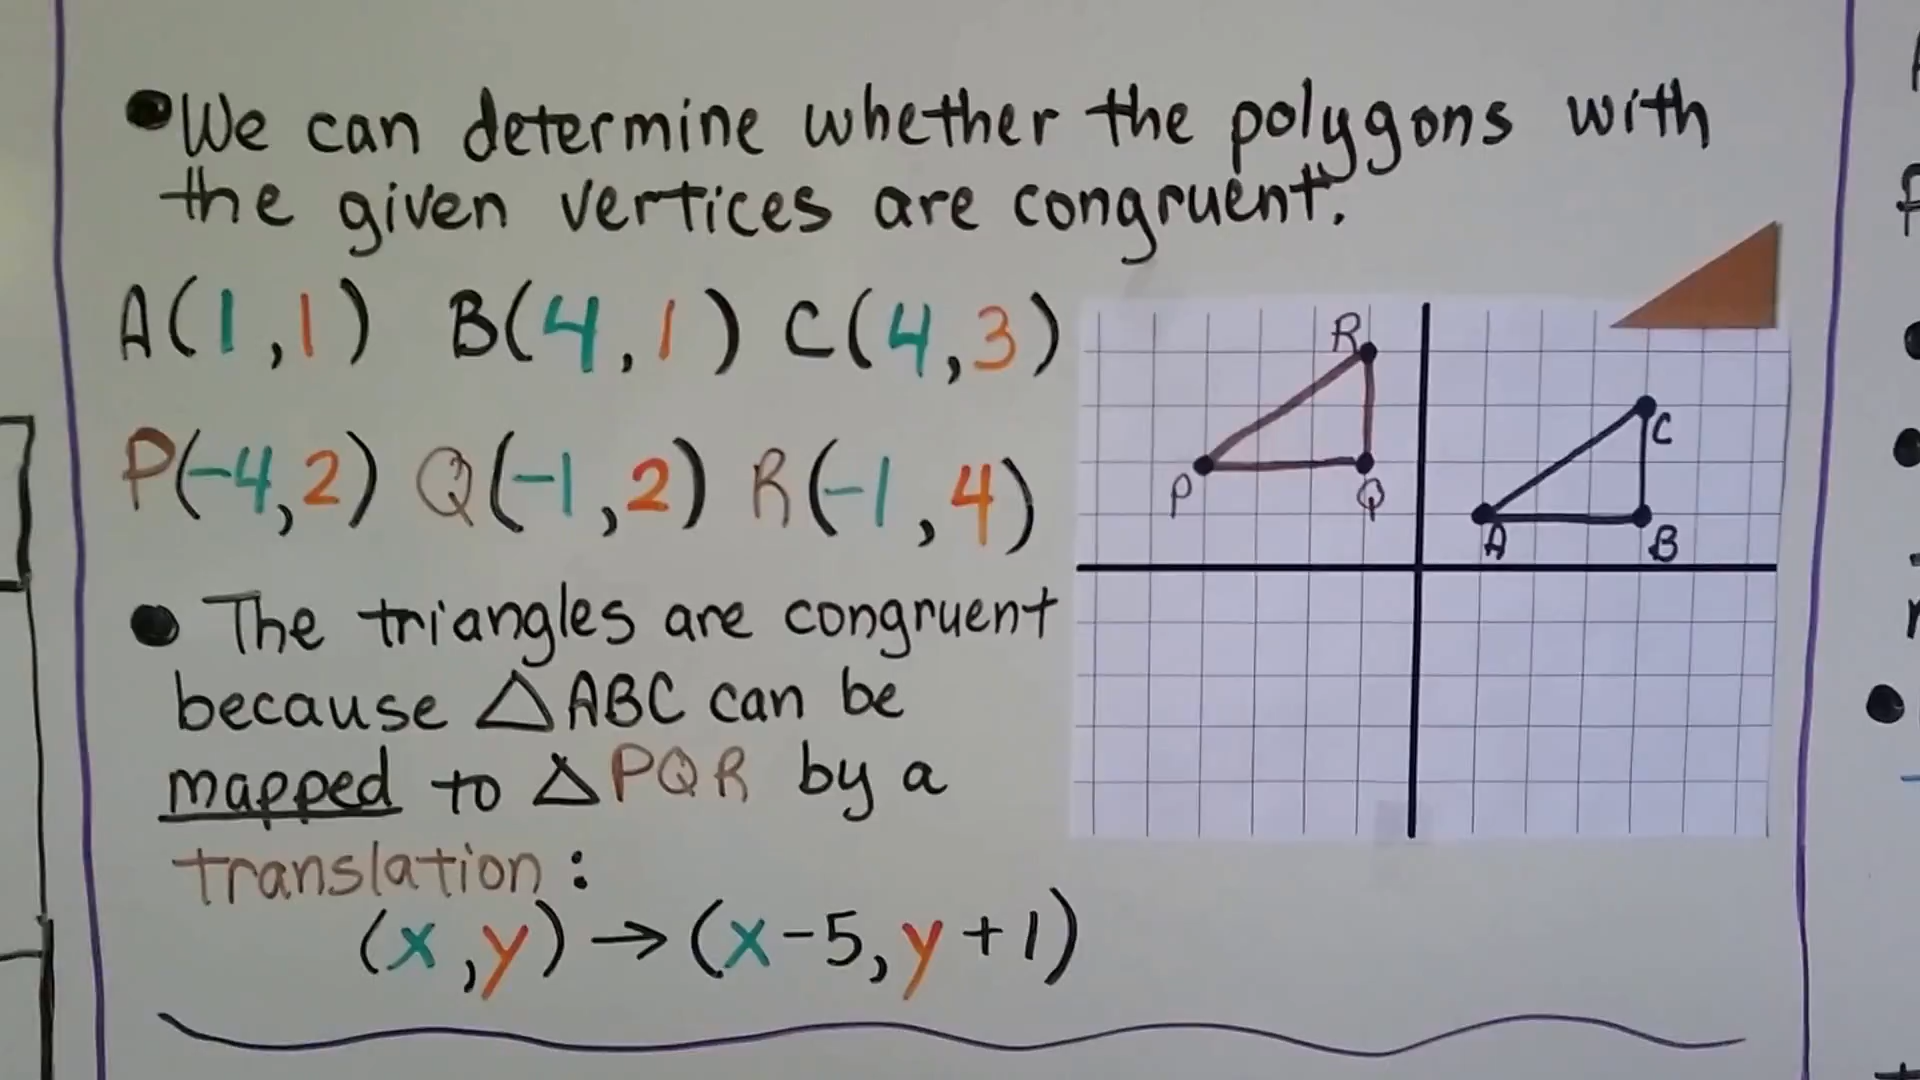 •We can determine whether the polygons with
the given vertices are congruent.
A(1,1) B(4,1) C(4,3)
P(-4,2) Q(-1,2) R(-1,4)
• The triangles are congruent
because △ABC can be
mapped to △PQR by a
translation:
(x,y)→(x-5,y+1)
R
C
P
Q
A
B